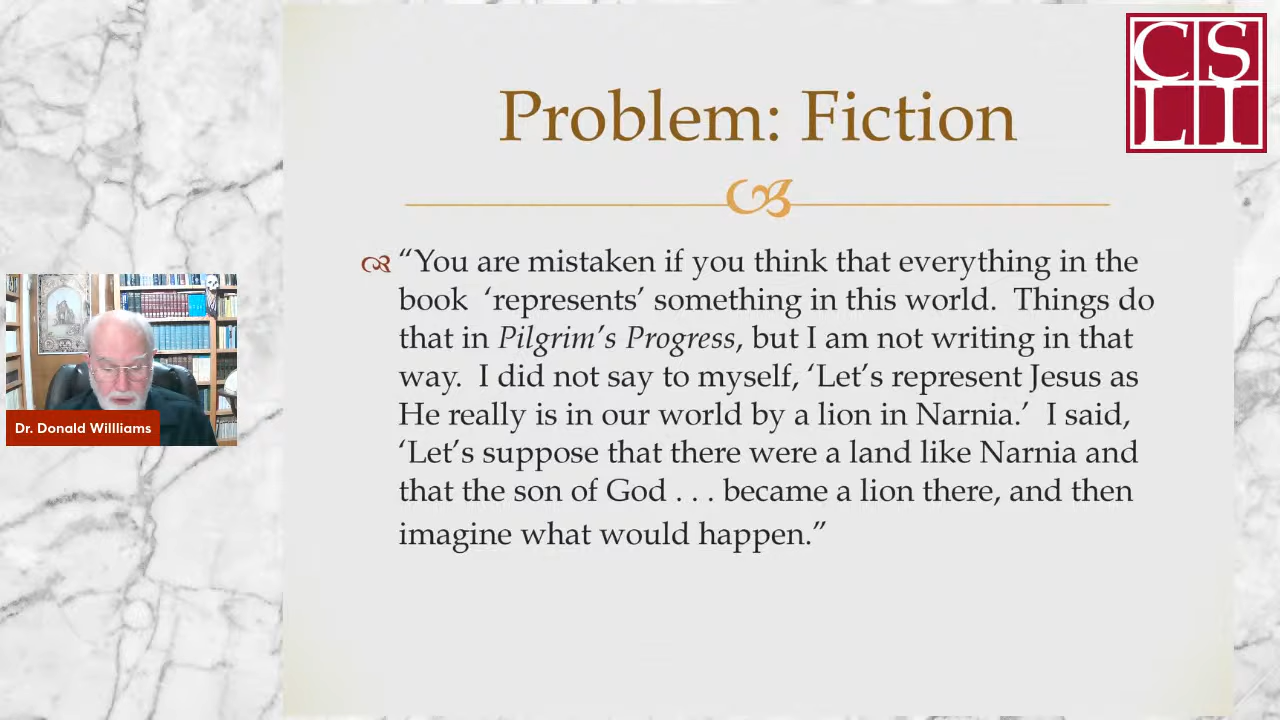 CS
LI
Problem: Fiction
“You are mistaken if you think that everything in the
book  ‘represents’ something in this world.  Things do
that in Pilgrim’s Progress, but I am not writing in that
way.  I did not say to myself, ‘Let’s represent Jesus as
He really is in our world by a lion in Narnia.’  I said,
‘Let’s suppose that there were a land like Narnia and
that the son of God . . . became a lion there, and then
imagine what would happen.”
Dr. Donald Willliams